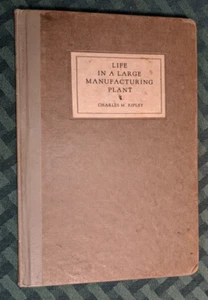 LIFE
IN A LARGE
MANUFACTURING
PLANT
CHARLES M. RIPLEY